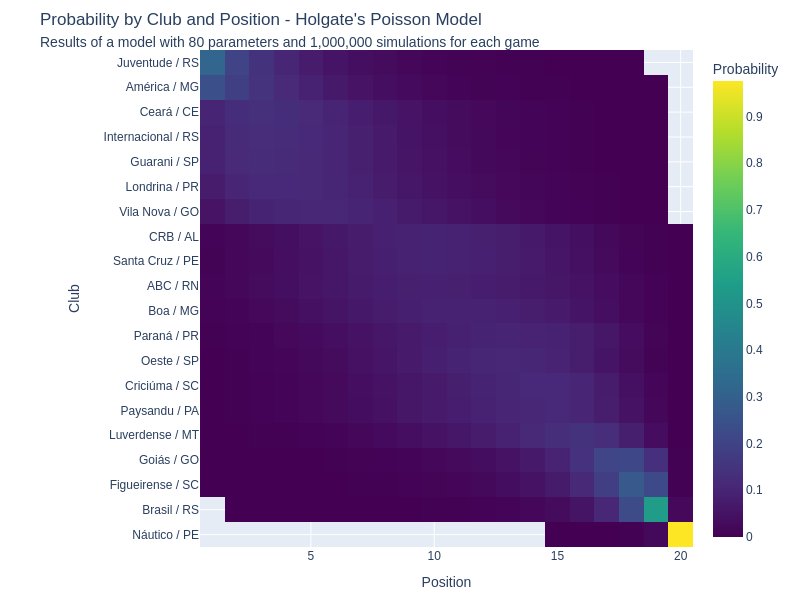 Probability by Club and Position - Holgate's Poisson Model
Results of a model with 80 parameters and 1,000,000 simulations for each game
Probability
Juventude / RS
América / MG
Ceará / CE
Internacional / RS
Guarani / SP
Londrina / PR
Vila Nova / GO
CRB / AL
Santa Cruz / PE
ABC / RN
Boa / MG
Paraná / PR
Oeste / SP
Criciúma / SC
Paysandu / PA
Luverdense / MT
Goiás / GO
Figueirense / SC
Brasil / RS
Náutico / PE
Club
0.9
0.8
0.7
0.6
0.5
0.4
0.3
0.2
0.1
0
5 10 15 20
Position